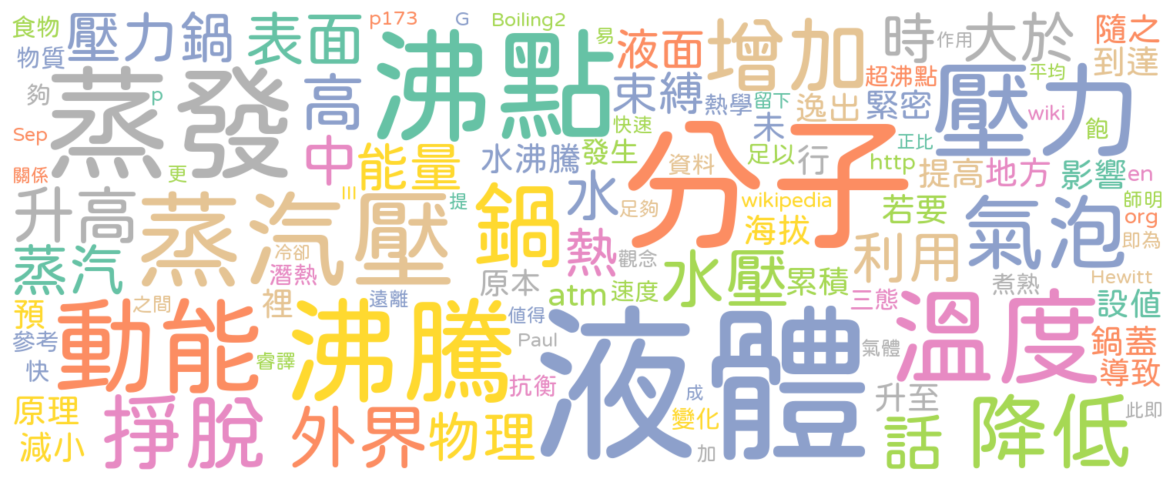 食物 壓力鍋 表面 p173 G Boiling2 易 液面 增加 時 作用 大於 隨之
物質 沸點 束縛 熱學 留下 超沸點 平均 到達
夠 p 蒸發 高 快速 未 逸出 緊密 壓力 wiki
Sep 中 能量 水沸騰 發生 分子 資料 足以 行 正比 http 提高 地方 影響 en
關係 更 III 提 水 足夠 wikipedia 若要 師明
升高 蒸汽壓 鍋 熱 觀念 海拔 利用 氣泡 org 即為
蒸汽 冷卻 潛熱 原本 atm 速度 水壓 累積 三態 煮熟 Hewitt
預 之間 裡 遠離 值得 液體 溫度 設值
參考 動能 沸騰 Paul 氣體 鍋蓋
快 睿譯 抗衡 導致
原理 掙脫 外界 物理 成 變化 升至 降低 此即
減小 加 話